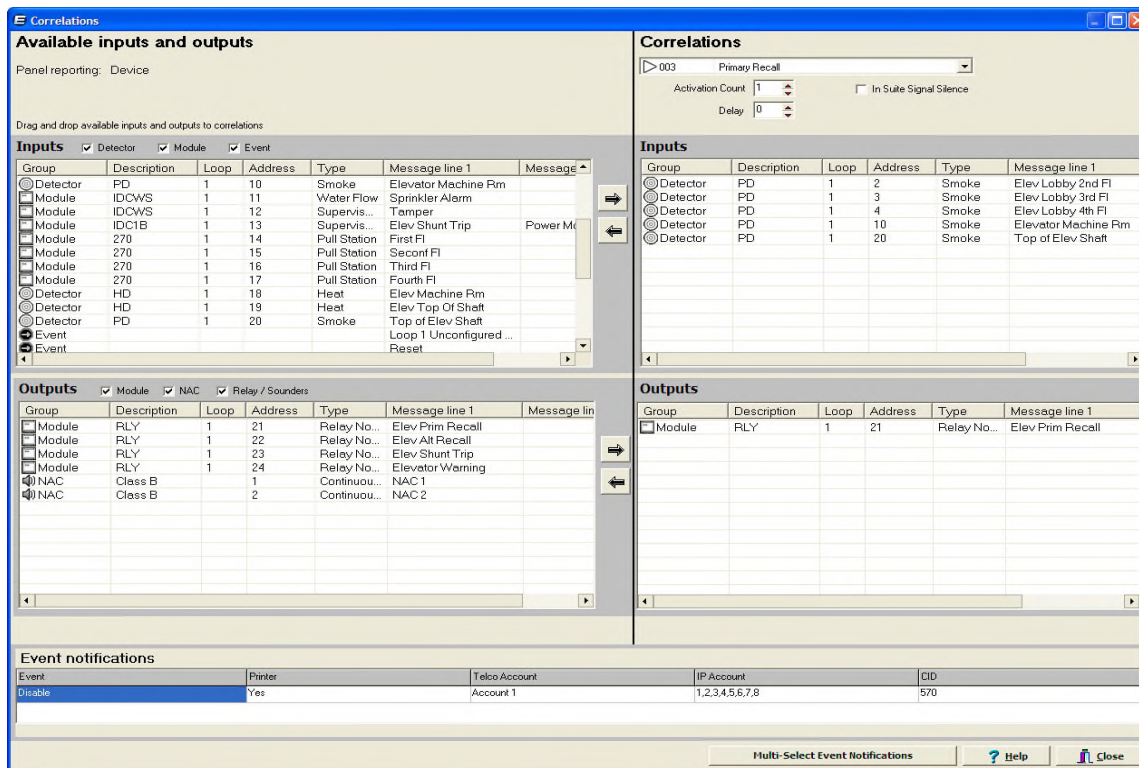 Correlations
Available inputs and outputs
Panel reporting: Device
Drag and drop available inputs and outputs to correlations
Inputs Detector Module Event
Group Description Loop Address Type Message line 1 Message
Detector PD 1 10 Smoke Elevator Machine Rm
Module IDCWS 1 11 Water Flow Sprinkler Alarm
Module IDCWS 1 12 Supervis... Tamper
Module IDC1B 1 13 Supervis... Elev Shunt Trip Power Mo
Module 270 1 14 Pull Station First Fl
Module 270 1 15 Pull Station Seconf Fl
Module 270 1 16 Pull Station Third Fl
Module 270 1 17 Pull Station Fourth Fl
Detector HD 1 18 Heat Elev Machine Rm
Detector HD 1 19 Heat Elev Top Of Shaft
Detector PD 1 20 Smoke Top of Elev Shaft
Event Loop 1 Unconfigured ...
Event Reset
Outputs Module NAC Relay / Sounders
Group Description Loop Address Type Message line 1 Message lin
Module RLY 1 21 Relay No... Elev Prim Recall
Module RLY 1 22 Relay No... Elev Alt Recall
Module RLY 1 23 Relay No... Elev Shunt Trip
Module RLY 1 24 Relay No... Elevator Warning
NAC Class B 1 Continuou... NAC 1
NAC Class B 2 Continuou... NAC 2
Correlations
003 Primary Recall
Activation Count 1 In Suite Signal Silence
Delay 0
Inputs
Group Description Loop Address Type Message line 1
Detector PD 1 2 Smoke Elev Lobby 2nd Fl
Detector PD 1 3 Smoke Elev Lobby 3rd Fl
Detector PD 1 4 Smoke Elev Lobby 4th Fl
Detector PD 1 10 Smoke Elevator Machine Rm
Detector PD 1 20 Smoke Top of Elev Shaft
Outputs
Group Description Loop Address Type Message line 1
Module RLY 1 21 Relay No... Elev Prim Recall
Event notifications
Event Printer Telco Account IP Account CID
Disable Yes Account 1 1,2,3,4,5,6,7,8 570
Multi-Select Event Notifications Help Close